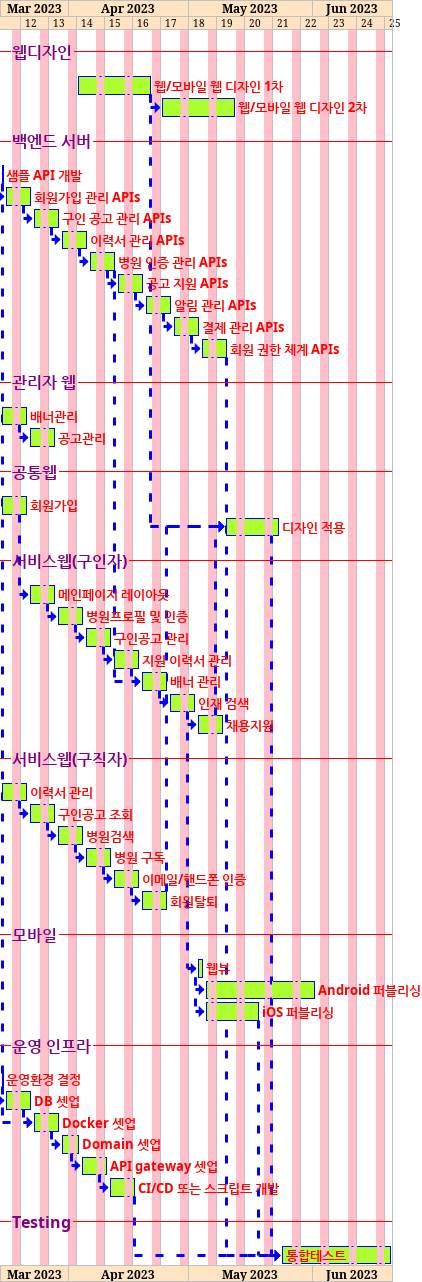 Mar 2023 Apr 2023 May 2023 Jun 2023
12 13 14 15 16 17 18 19 20 21 22 23 24 25
웹디자인
웹/모바일 웹 디자인 1차
웹/모바일 웹 디자인 2차
백엔드 서버
샘플 API 개발
회원가입 관리 APIs
구인 공고 관리 APIs
이력서 관리 APIs
병원 인증 관리 APIs
공고 지원 APIs
알림 관리 APIs
결제 관리 APIs
회원 권한 체계 APIs
관리자 웹
배너관리
공고관리
공통웹
회원가입
디자인 적용
서비스웹(구인자)
메인페이지 레이아웃
병원프로필 및 인증
구인공고 관리
지원 이력서 관리
배너 관리
인재 검색
채용지원
서비스웹(구직자)
이력서 관리
구인공고 조회
병원검색
병원 구독
이메일/핸드폰 인증
회원탈퇴
모바일
웹뷰
Android 퍼블리싱
iOS 퍼블리싱
운영 인프라
운영환경 결정
DB 셋업
Docker 셋업
Domain 셋업
API gateway 셋업
CI/CD 또는 스크립트 개발
Testing
통합테스트
Mar 2023 Apr 2023 May 2023 Jun 2023